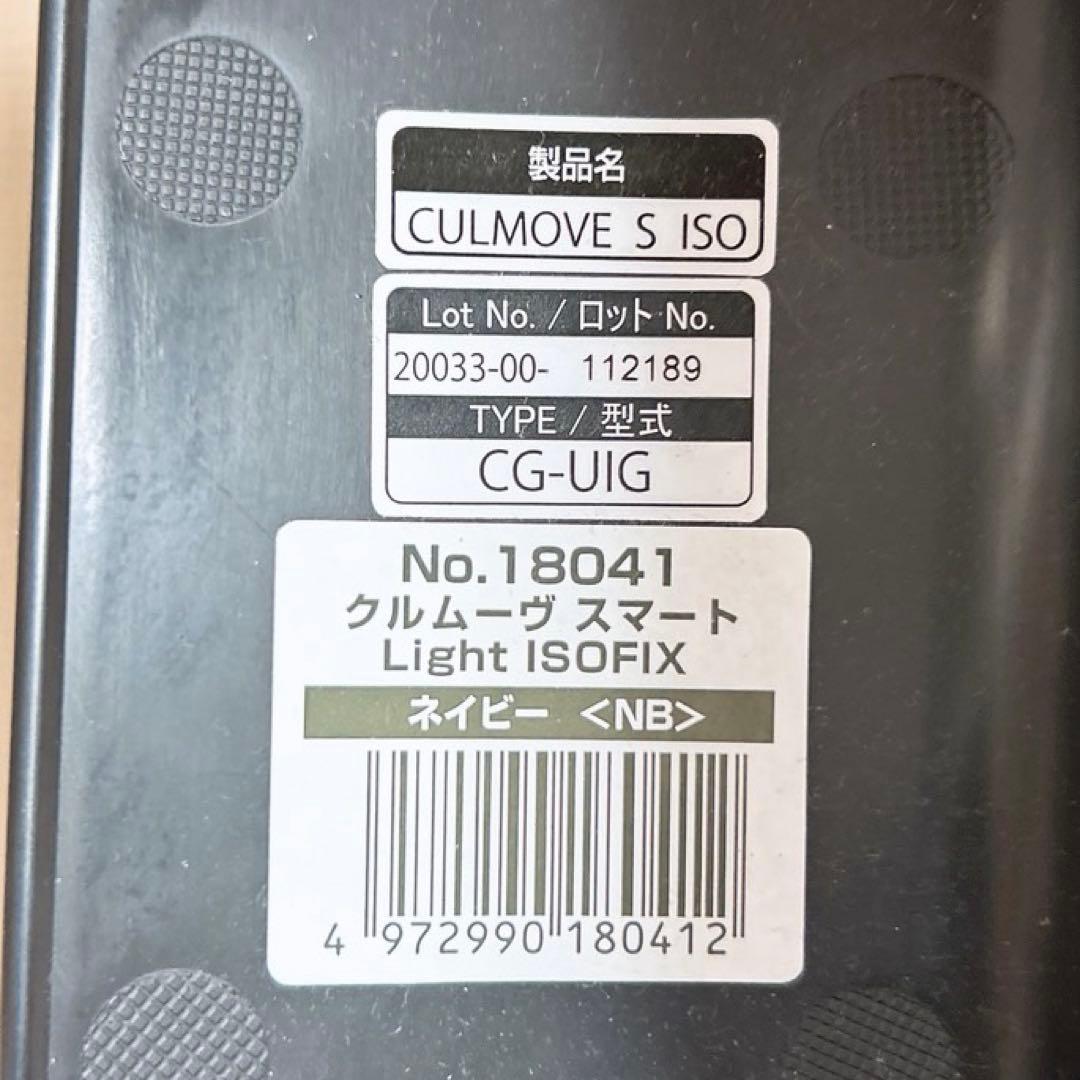 製品名
CULMOVE S ISO
Lot No. / ロット No.
20033-00- 112189
TYPE / 型式
CG-UIG
No.18041
クルムーヴ スマート
Light ISOFIX
ネイビー <NB>
4 972990 180412